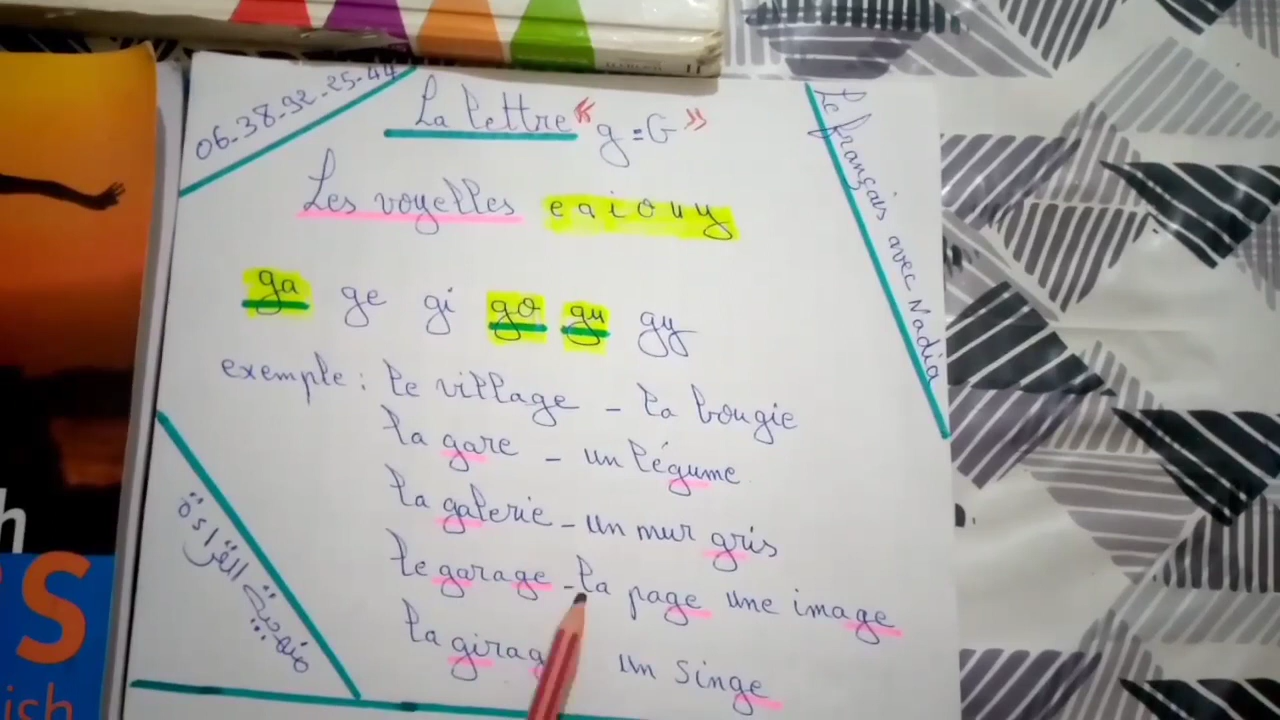 06-38-92-25-44
La lettre « g=G »
Le français avec Nadia
Les voyelles e a i o u y
ga ge gi go gu gy
exemple : le village - la bougie
la gare - un légume
la galerie - un mur gris
le garage - la page une image
un singe
منهجية القراءة